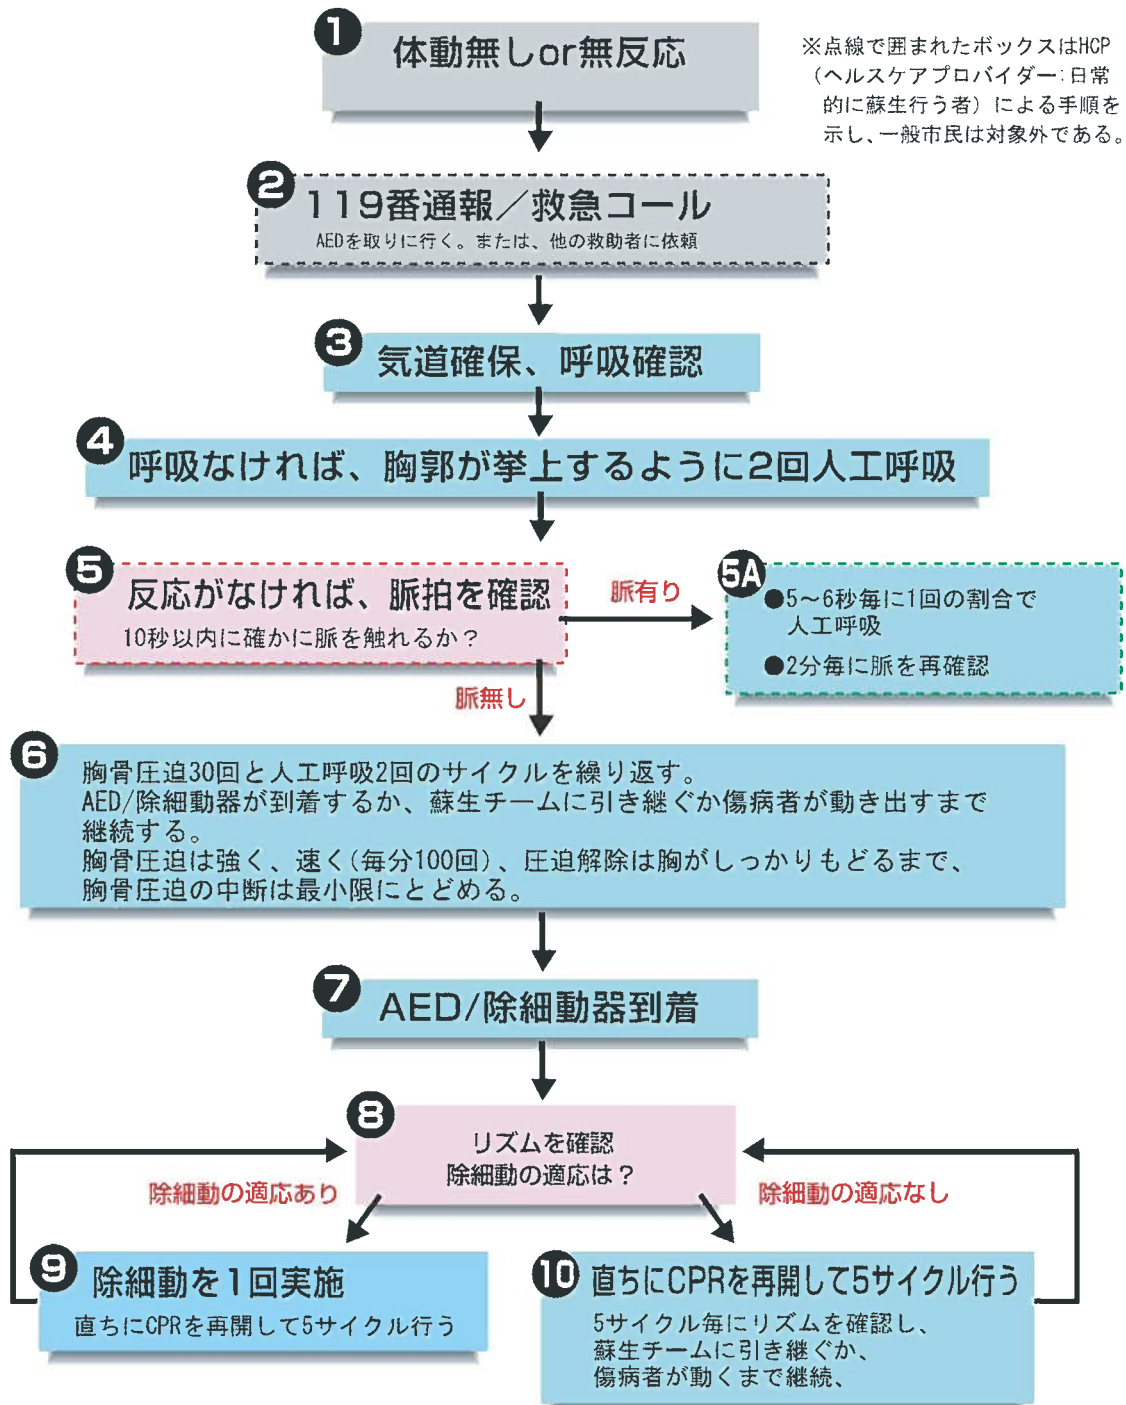 1
体動無しor無反応
※点線で囲まれたボックスはHCP
（ヘルスケアプロバイダー:日常
的に蘇生行う者）による手順を
示し、一般市民は対象外である。
2
119番通報／救急コール
AEDを取りに行く。または、他の救助者に依頼
3
気道確保、呼吸確認
4
呼吸なければ、胸郭が挙上するように2回人工呼吸
5
反応がなければ、脈拍を確認
10秒以内に確かに脈を触れるか？
脈有り
5A
●5～6秒毎に1回の割合で
人工呼吸
●2分毎に脈を再確認
脈無し
6
胸骨圧迫30回と人工呼吸2回のサイクルを繰り返す。
AED/除細動器が到着するか、蘇生チームに引き継ぐか傷病者が動き出すまで
継続する。
胸骨圧迫は強く、速く(毎分100回)、圧迫解除は胸がしっかりもどるまで、
胸骨圧迫の中断は最小限にとどめる。
7
AED/除細動器到着
8
リズムを確認
除細動の適応は？
除細動の適応あり
除細動の適応なし
9
除細動を1回実施
直ちにCPRを再開して5サイクル行う
10
直ちにCPRを再開して5サイクル行う
5サイクル毎にリズムを確認し、
蘇生チームに引き継ぐか、
傷病者が動くまで継続、